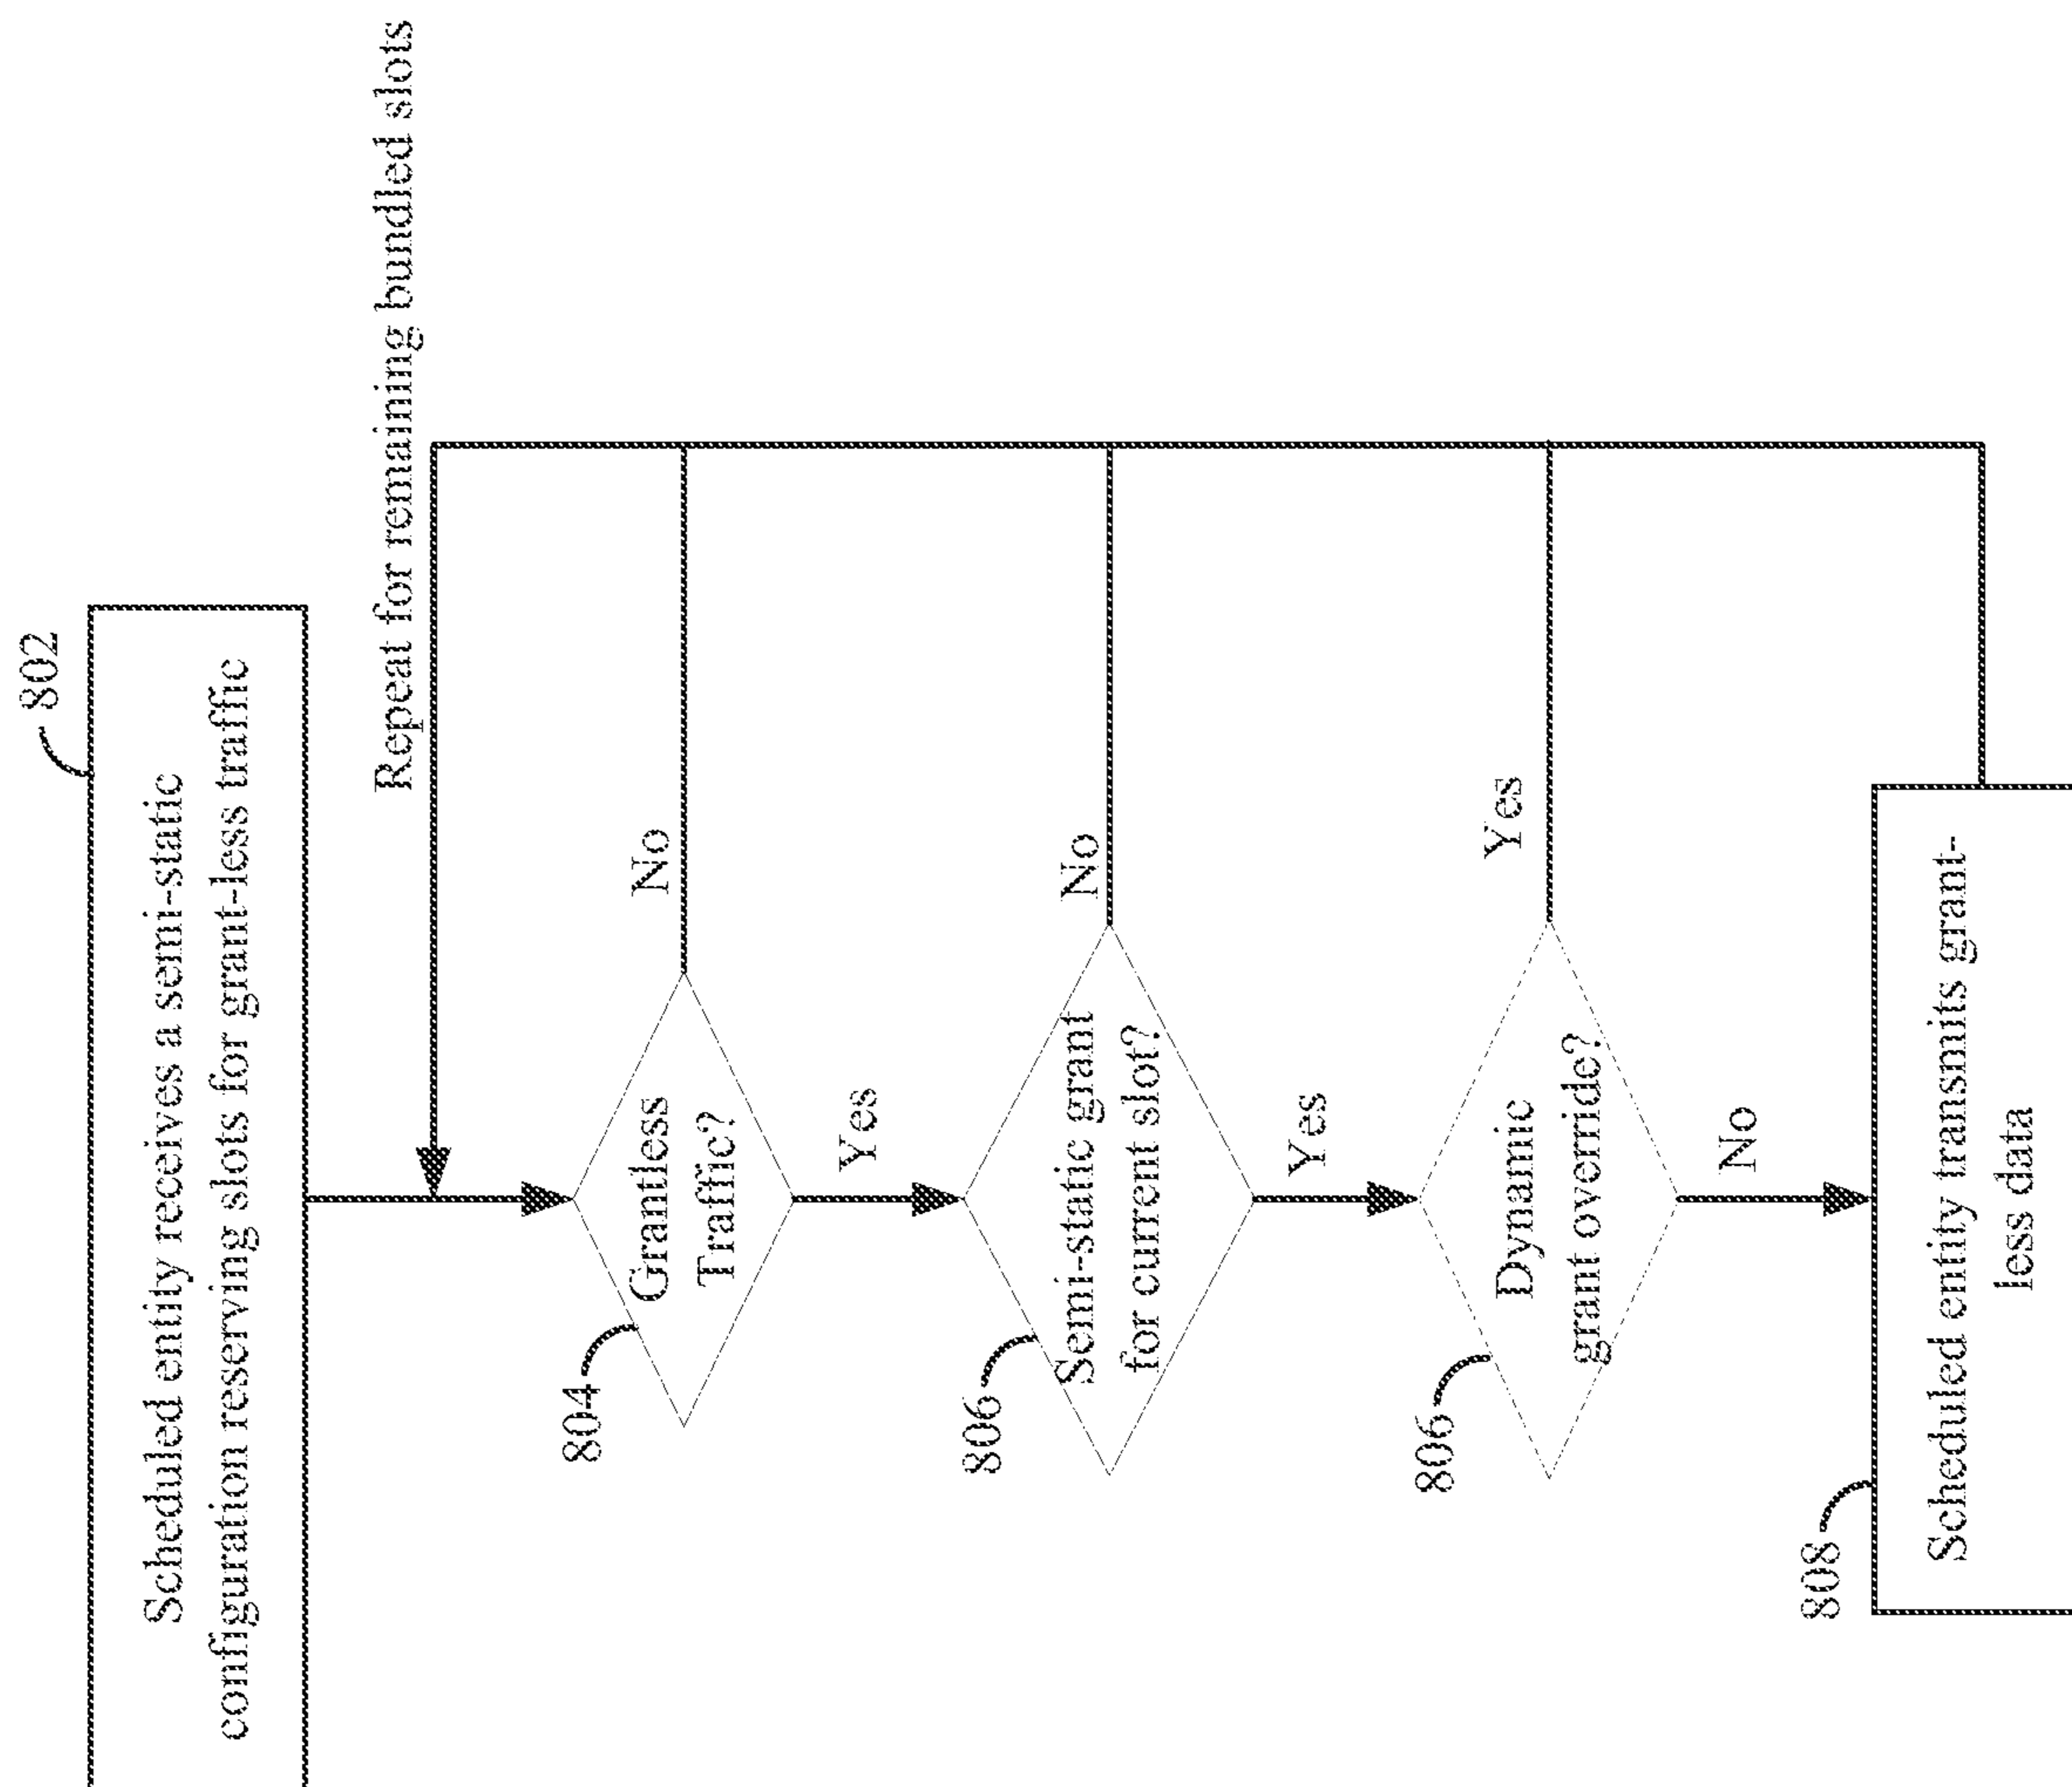 802
Scheduled entity receives a semi-static
configuration reserving slots for grant-less traffic
Repeat for remaining bundled slots
804
Grantless
Traffic?
No
Yes
806
Semi-static grant
for current slot?
No
Yes
806
Dynamic
grant override?
Yes
No
808
Scheduled entity transmits grant-
less data